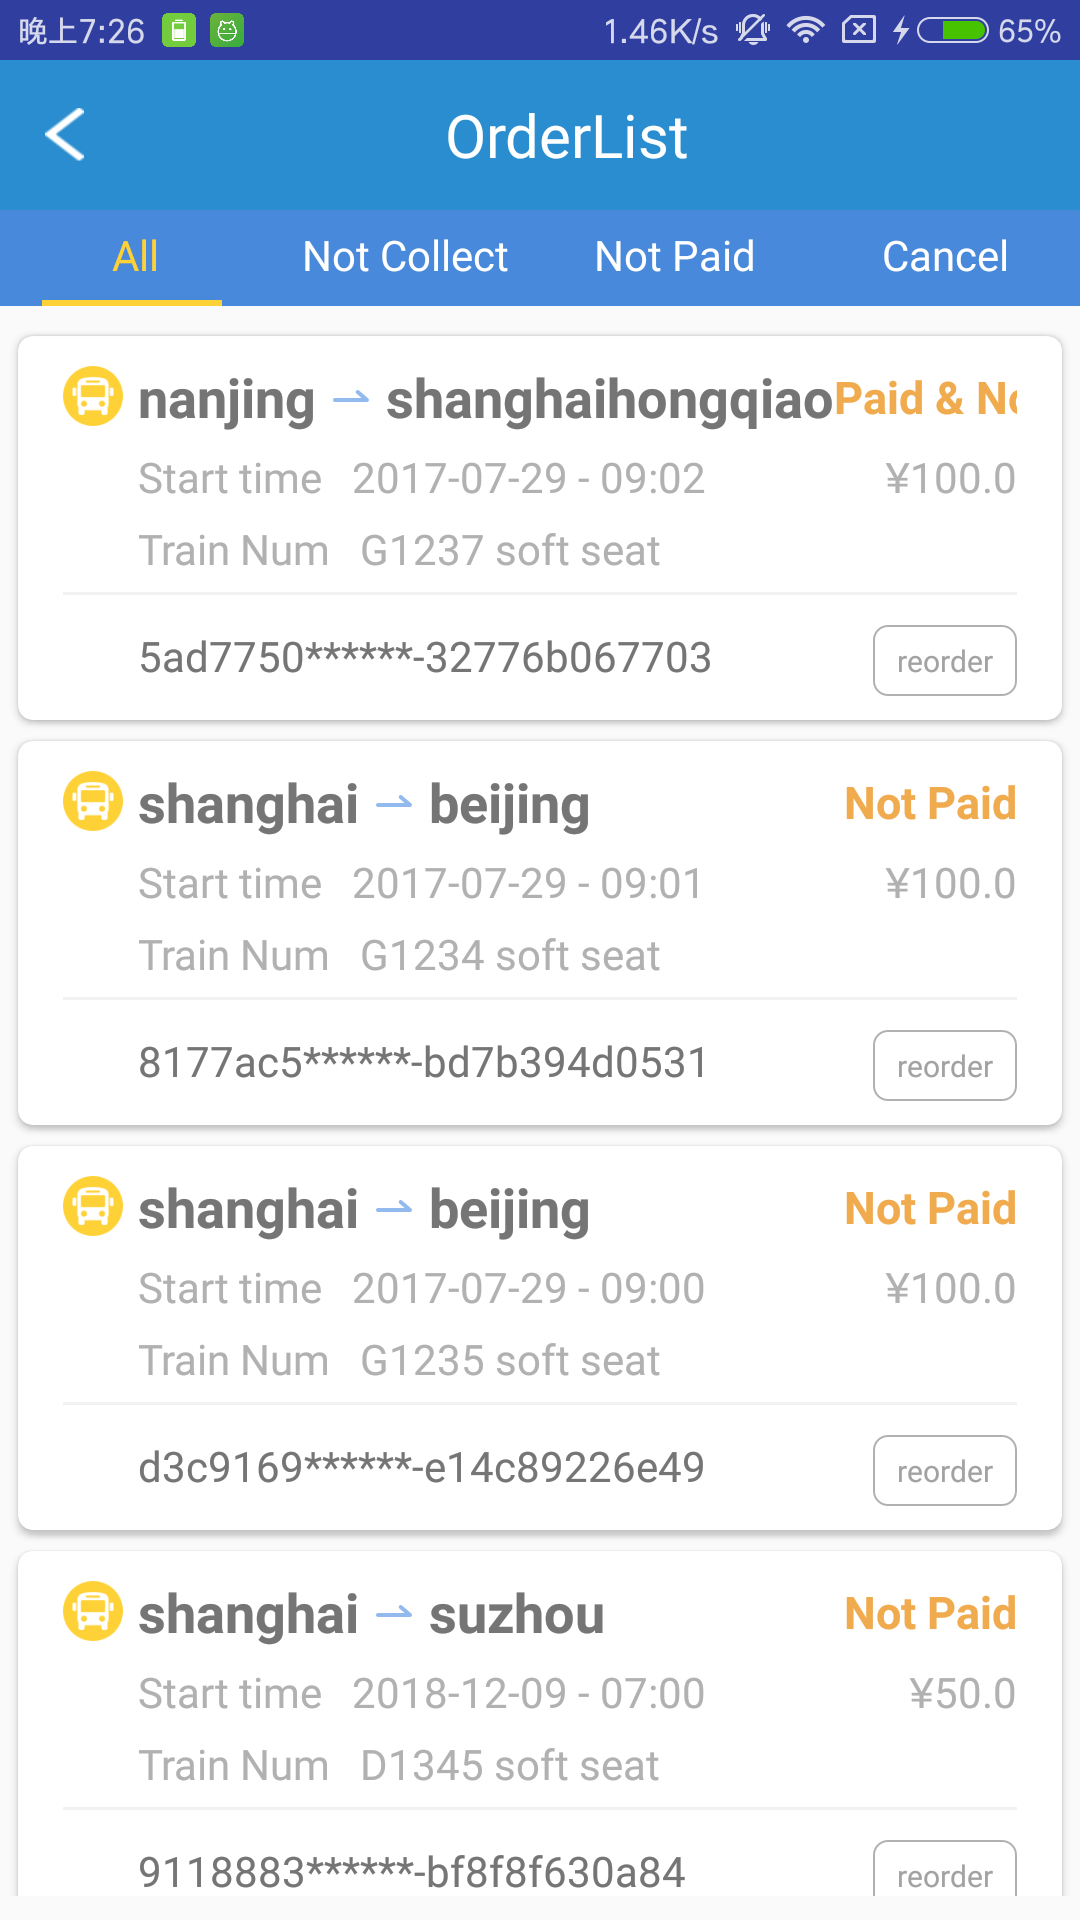 晚上7:26 1.46K/s 65%
OrderList
All Not Collect Not Paid Cancel
nanjing shanghaihongqiao Paid & No
Start time 2017-07-29 - 09:02 ¥100.0
Train Num G1237 soft seat
5ad7750******-32776b067703 reorder
shanghai beijing Not Paid
Start time 2017-07-29 - 09:01 ¥100.0
Train Num G1234 soft seat
8177ac5******-bd7b394d0531 reorder
shanghai beijing Not Paid
Start time 2017-07-29 - 09:00 ¥100.0
Train Num G1235 soft seat
d3c9169******-e14c89226e49 reorder
shanghai suzhou Not Paid
Start time 2018-12-09 - 07:00 ¥50.0
Train Num D1345 soft seat
9118883******-bf8f8f630a84 reorder